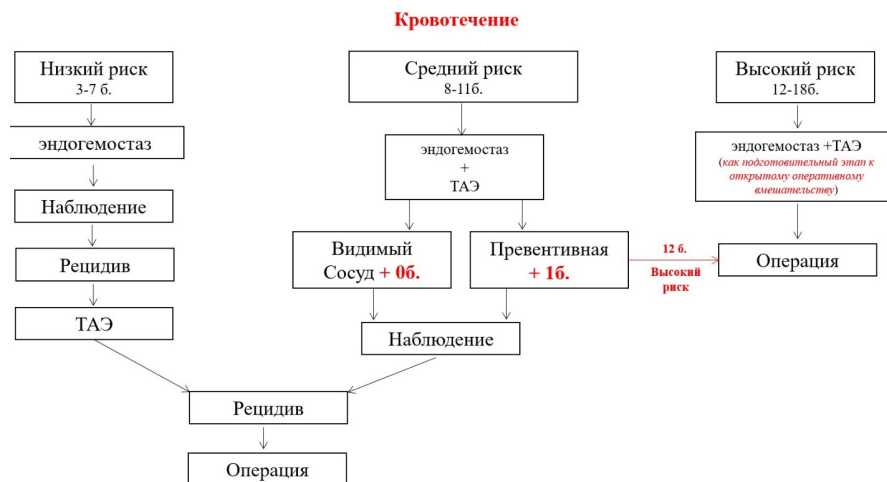 Кровотечение
Низкий риск
3-7 б.
эндогемостаз
Наблюдение
Рецидив
ТАЭ
Средний риск
8-11б.
эндогемостаз
+
ТАЭ
Видимый
Сосуд + 0б.
Превентивная
+ 1б.
12 б.
Высокий
риск
Наблюдение
Высокий риск
12-18б.
эндогемостаз +ТАЭ
(как подготовительный этап к
открытому оперативному
вмешательству)
Операция
Рецидив
Операция